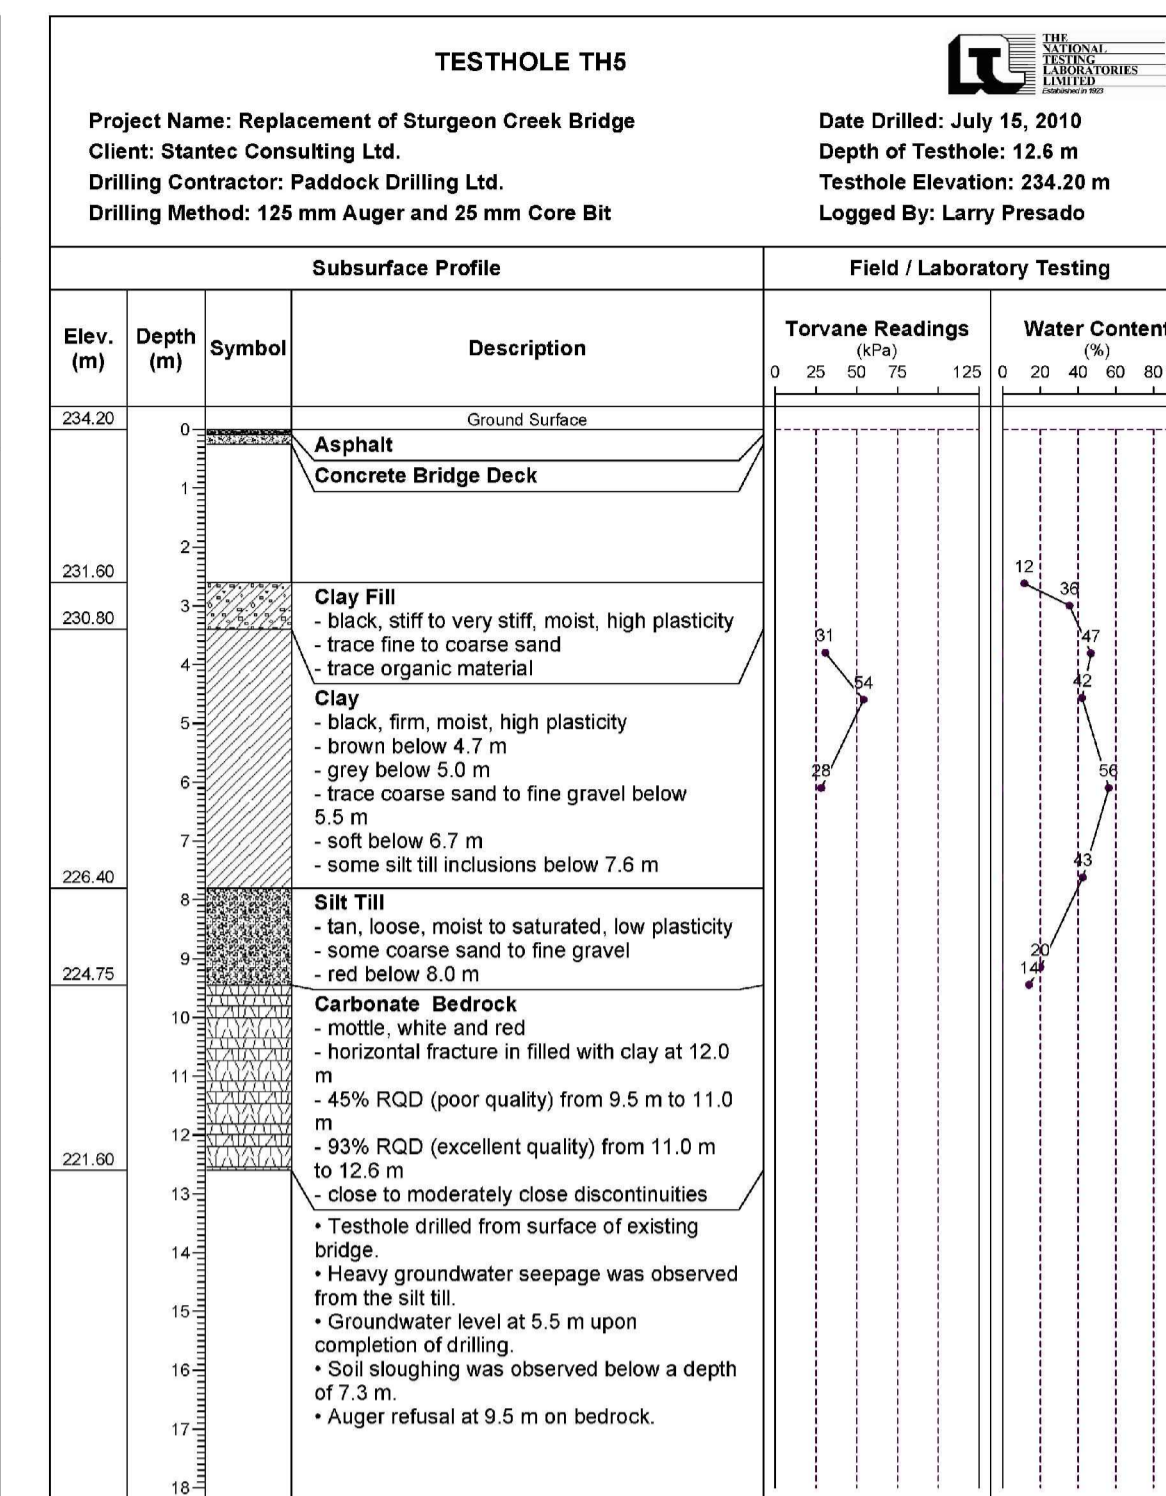 TESTHOLE TH5
THE
NATIONAL
TESTING
LABORATORIES
LIMITED
Established in 1923
Project Name: Replacement of Sturgeon Creek Bridge
Client: Stantec Consulting Ltd.
Drilling Contractor: Paddock Drilling Ltd.
Drilling Method: 125 mm Auger and 25 mm Core Bit
Date Drilled: July 15, 2010
Depth of Testhole: 12.6 m
Testhole Elevation: 234.20 m
Logged By: Larry Presado
Subsurface Profile
Field / Laboratory Testing
Elev.
(m)
Depth
(m)
Symbol
Description
Torvane Readings
(kPa)
0 25 50 75 125
Water Content
(%)
0 20 40 60 80
234.20
231.60
230.80
226.40
224.75
221.60
0
1
2
3
4
5
6
7
8
9
10
11
12
13
14
15
16
17
18
Ground Surface
Asphalt
Concrete Bridge Deck
Clay Fill
- black, stiff to very stiff, moist, high plasticity
- trace fine to coarse sand
- trace organic material
Clay
- black, firm, moist, high plasticity
- brown below 4.7 m
- grey below 5.0 m
- trace coarse sand to fine gravel below
5.5 m
- soft below 6.7 m
- some silt till inclusions below 7.6 m
Silt Till
- tan, loose, moist to saturated, low plasticity
- some coarse sand to fine gravel
- red below 8.0 m
Carbonate Bedrock
- mottle, white and red
- horizontal fracture in filled with clay at 12.0
m
- 45% RQD (poor quality) from 9.5 m to 11.0
m
- 93% RQD (excellent quality) from 11.0 m
to 12.6 m
- close to moderately close discontinuities
• Testhole drilled from surface of existing
bridge.
• Heavy groundwater seepage was observed
from the silt till.
• Groundwater level at 5.5 m upon
completion of drilling.
• Soil sloughing was observed below a depth
of 7.3 m.
• Auger refusal at 9.5 m on bedrock.
31
54
28
12
36
47
42
56
43
20
14